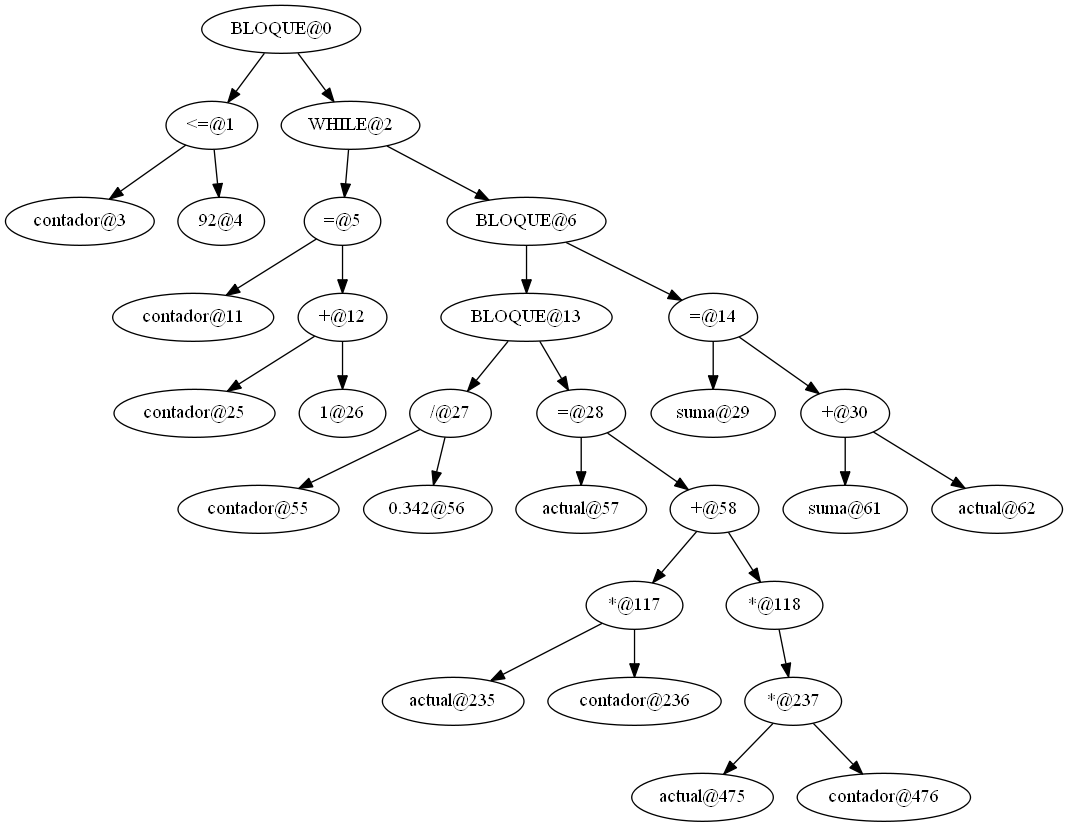 BLOQUE@0
<=@1
WHILE@2
contador@3
92@4
=@5
BLOQUE@6
contador@11
+@12
BLOQUE@13
=@14
contador@25
1@26
/@27
=@28
suma@29
+@30
contador@55
0.342@56
actual@57
+@58
suma@61
actual@62
*@117
*@118
actual@235
contador@236
*@237
actual@475
contador@476